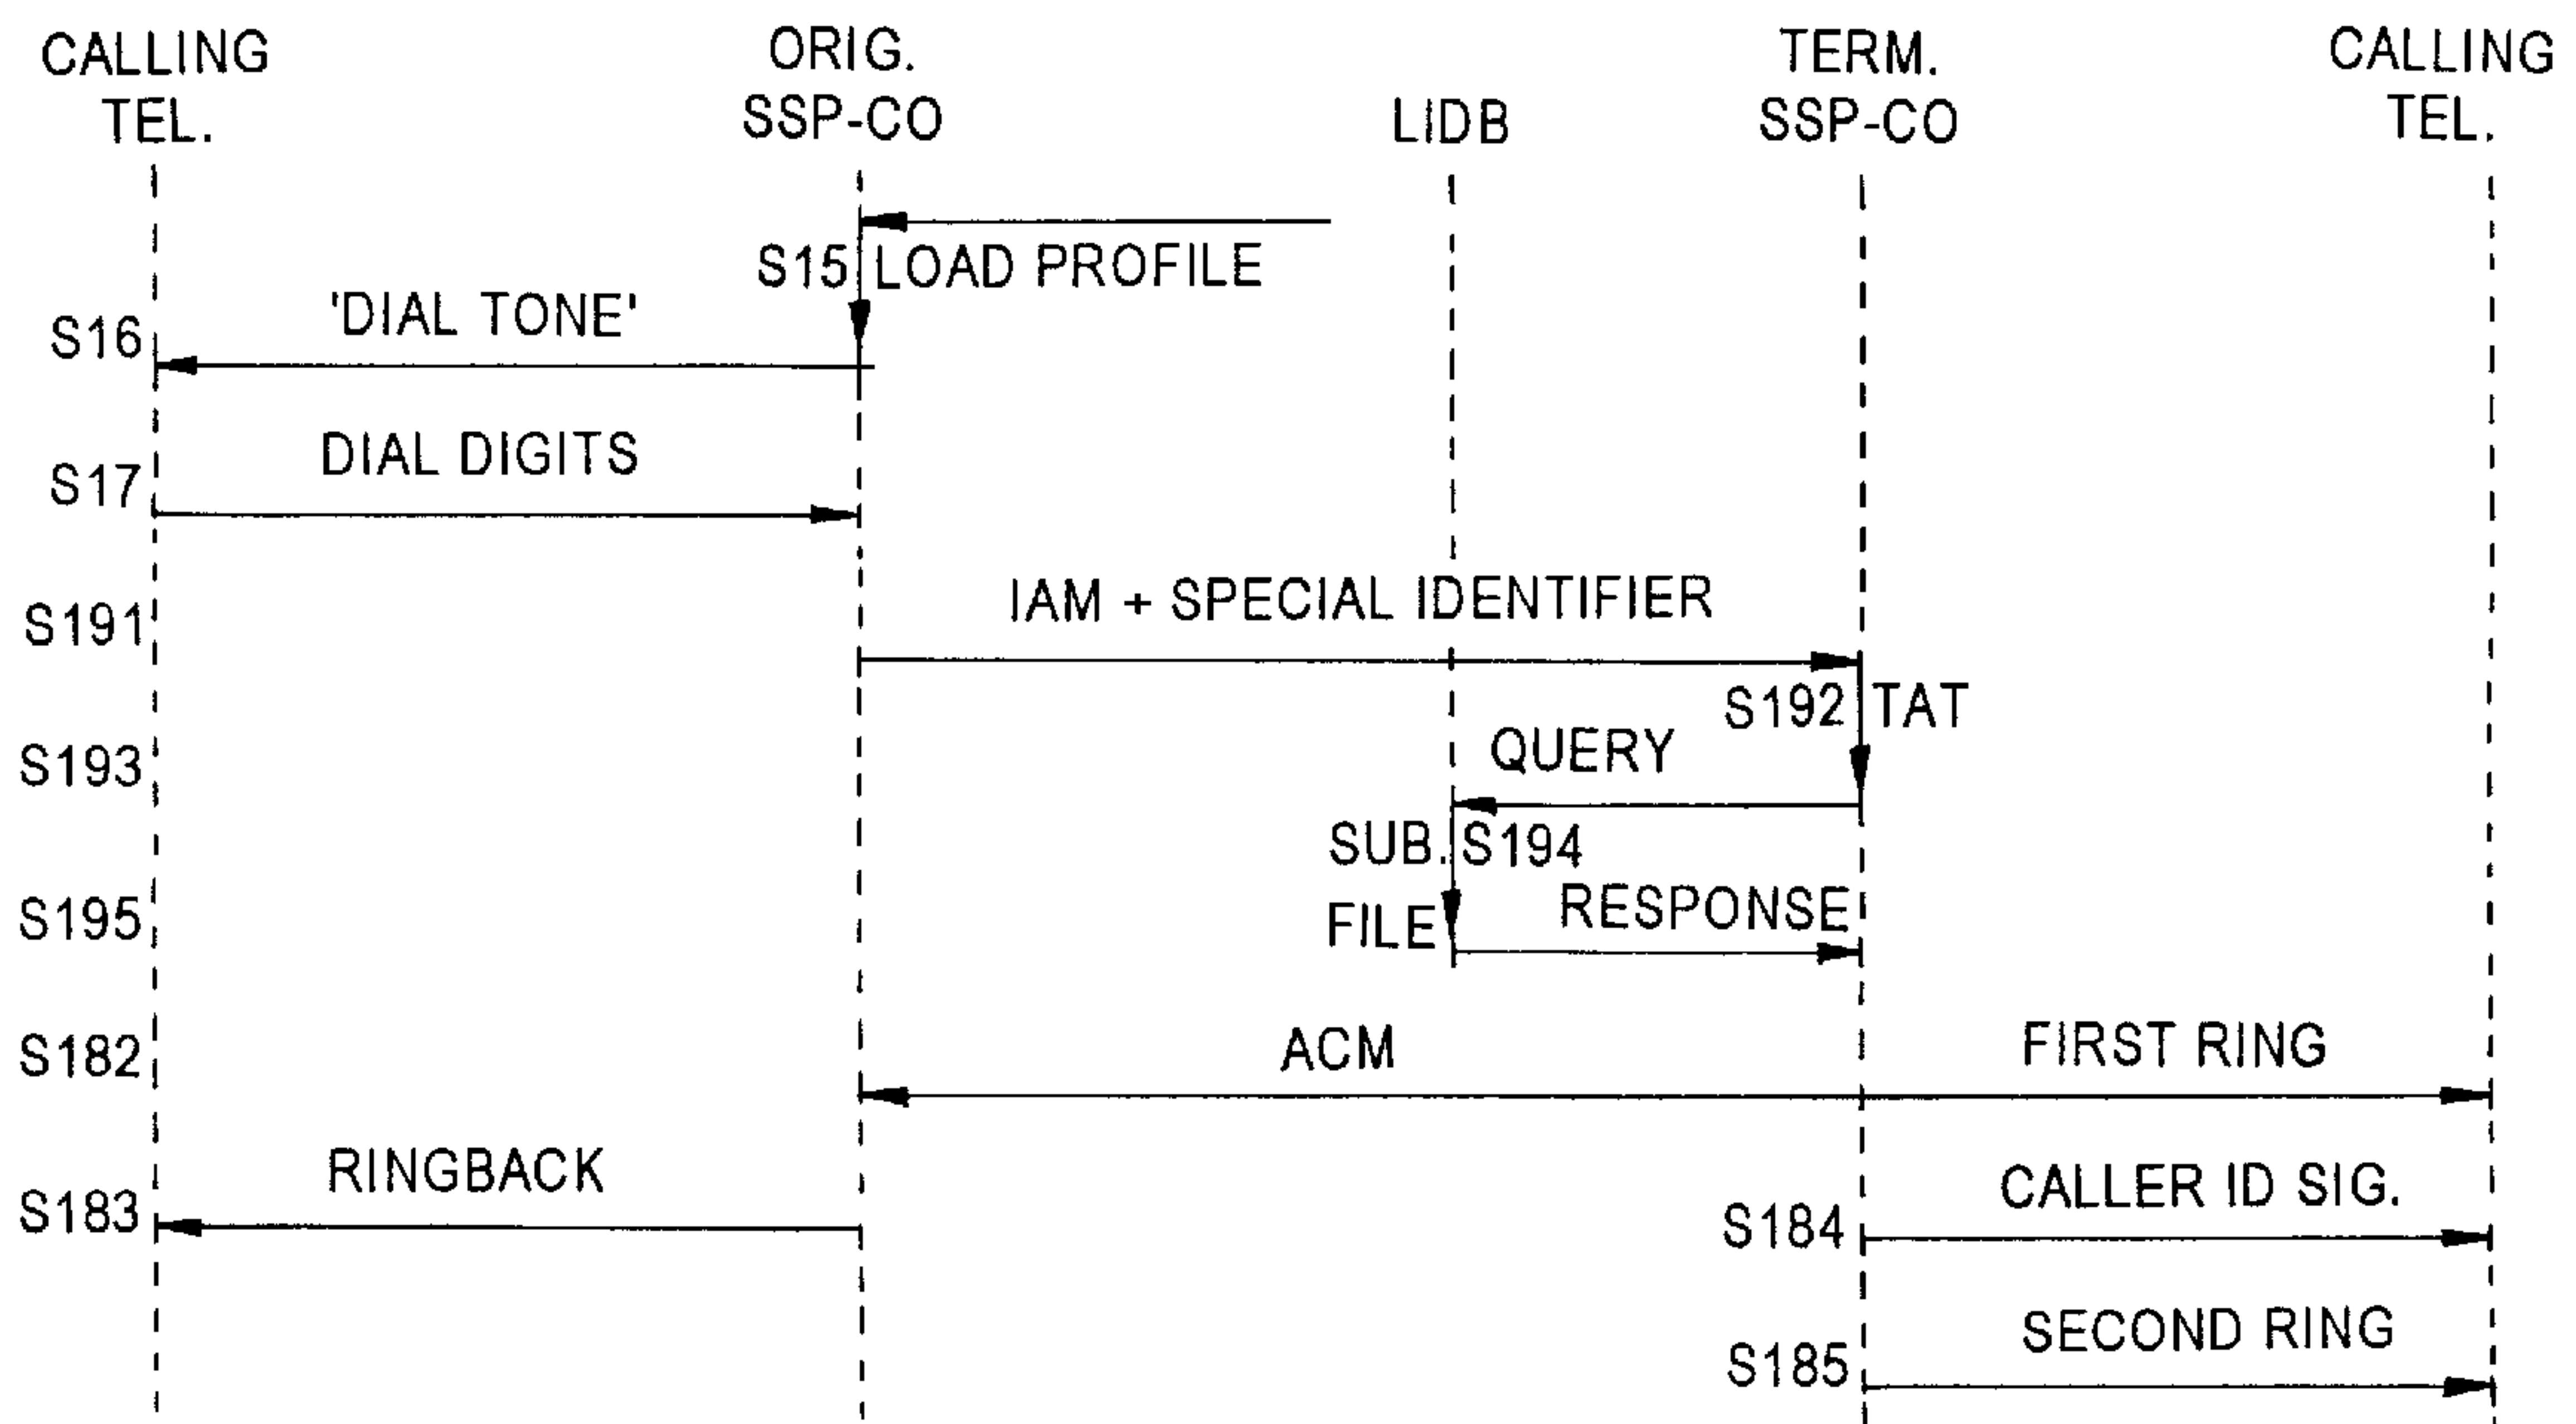 CALLING
TEL.
ORIG.
SSP-CO
LIDB
TERM.
SSP-CO
CALLING
TEL.
S15 LOAD PROFILE
S16 'DIAL TONE'
S17 DIAL DIGITS
S191 IAM + SPECIAL IDENTIFIER
S192 TAT
S193 QUERY
SUB. S194
FILE
S195 RESPONSE
S182 ACM FIRST RING
S183 RINGBACK
S184 CALLER ID SIG.
S185 SECOND RING